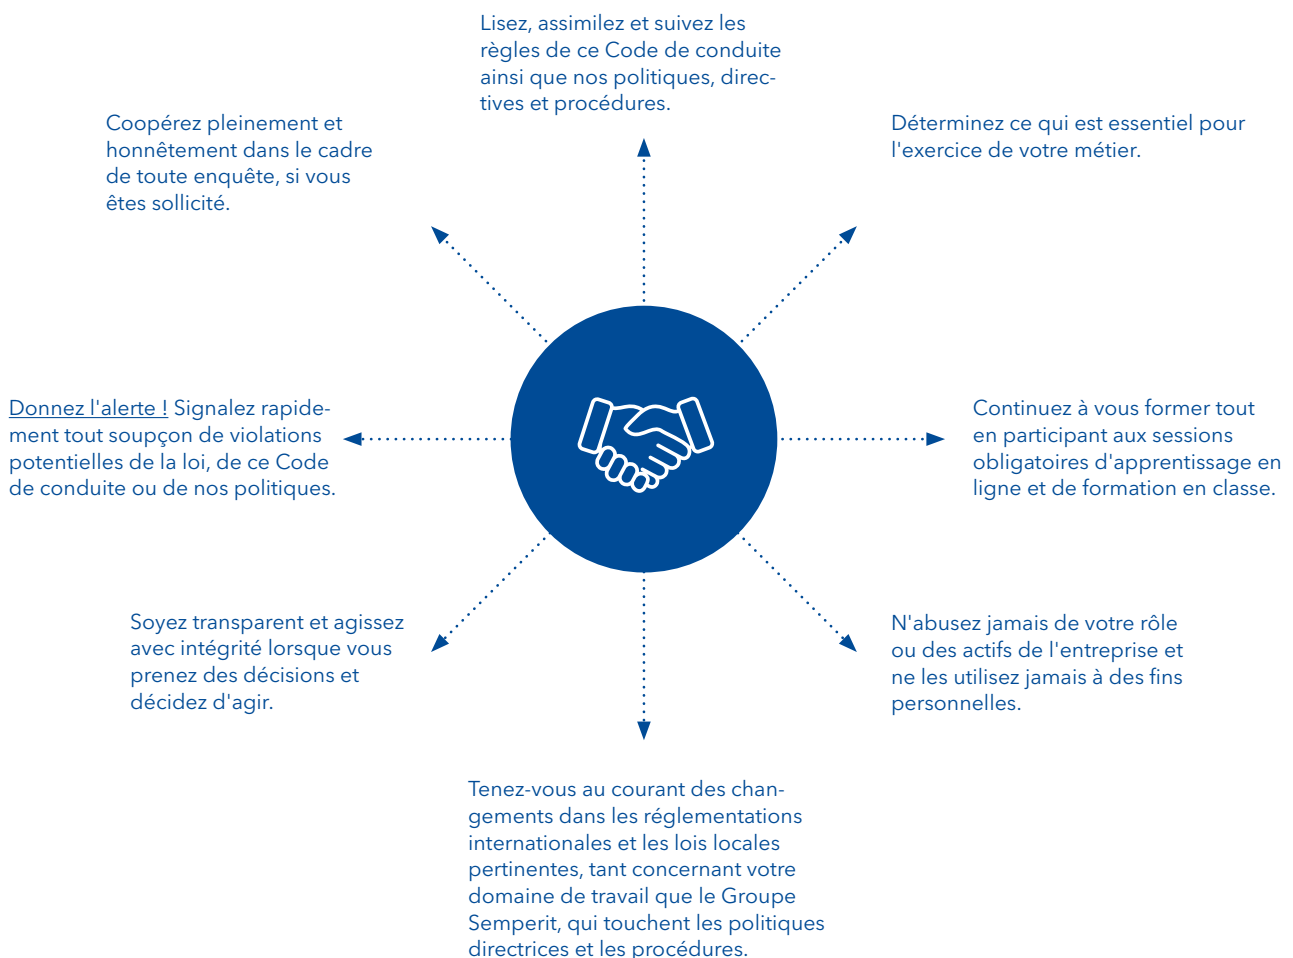 Lisez, assimilez et suivez les
règles de ce Code de conduite
ainsi que nos politiques, direc-
tives et procédures.
Déterminez ce qui est essentiel pour
l'exercice de votre métier.
Continuez à vous former tout
en participant aux sessions
obligatoires d'apprentissage en
ligne et de formation en classe.
N'abusez jamais de votre rôle
ou des actifs de l'entreprise et
ne les utilisez jamais à des fins
personnelles.
Tenez-vous au courant des chan-
gements dans les réglementations
internationales et les lois locales
pertinentes, tant concernant votre
domaine de travail que le Groupe
Semperit, qui touchent les politiques
directrices et les procédures.
Soyez transparent et agissez
avec intégrité lorsque vous
prenez des décisions et
décidez d'agir.
Donnez l'alerte ! Signalez rapide-
ment tout soupçon de violations
potentielles de la loi, de ce Code
de conduite ou de nos politiques.
Coopérez pleinement et
honnêtement dans le cadre
de toute enquête, si vous
êtes sollicité.